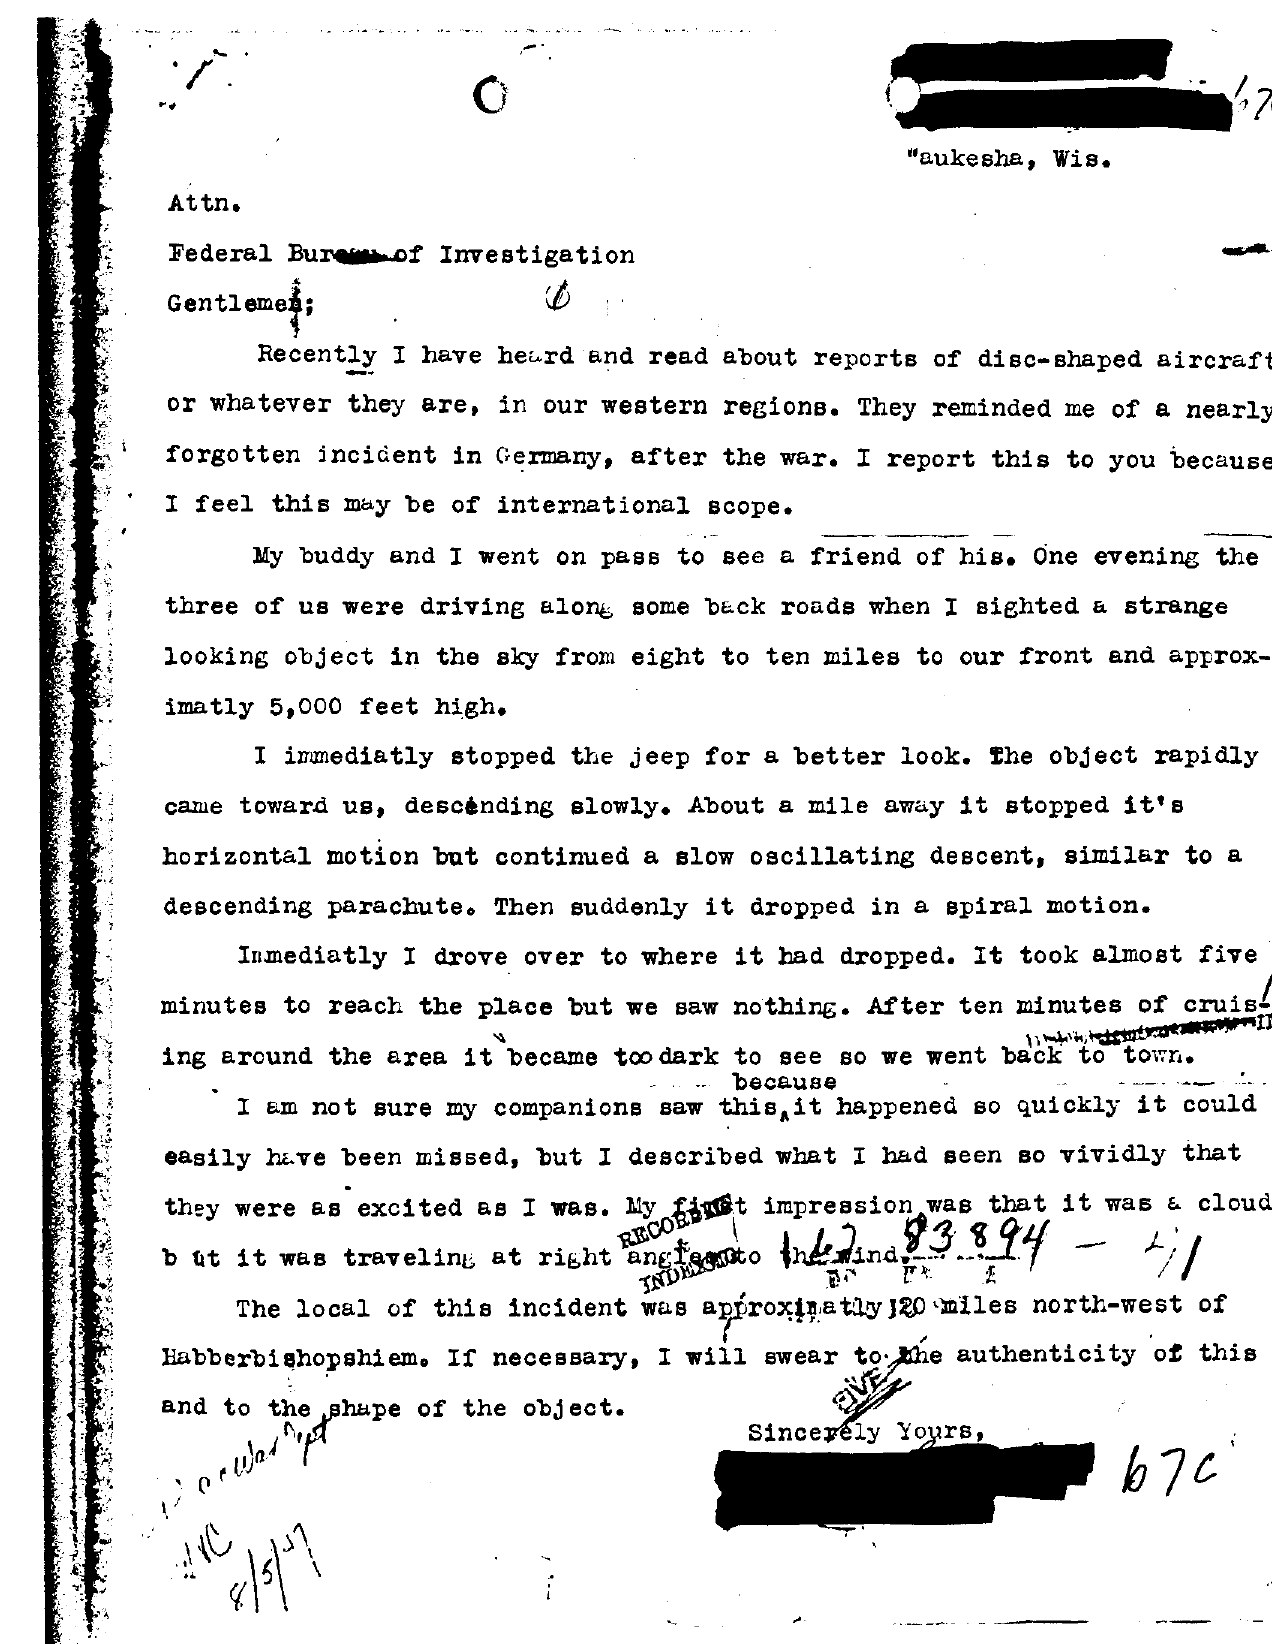 "aukesha, Wis.
Attn.
Federal Bureau of Investigation
Gentlemen;
Recently I have heard and read about reports of disc-shaped aircraft
or whatever they are, in our western regions. They reminded me of a nearly
forgotten incident in Germany, after the war. I report this to you because
I feel this may be of international scope.
My buddy and I went on pass to see a friend of his. One evening the
three of us were driving along some back roads when I sighted a strange
looking object in the sky from eight to ten miles to our front and approx-
imatly 5,000 feet high.
I immediatly stopped the jeep for a better look. The object rapidly
came toward us, descending slowly. About a mile away it stopped it's
horizontal motion but continued a slow oscillating descent, similar to a
descending parachute. Then suddenly it dropped in a spiral motion.
Immediatly I drove over to where it had dropped. It took almost five
minutes to reach the place but we saw nothing. After ten minutes of cruis-
ing around the area it became too dark to see so we went back to town.
because
I am not sure my companions saw this, it happened so quickly it could
easily have been missed, but I described what I had seen so vividly that
they were as excited as I was. My first impression was that it was a cloud
b ut it was traveling at right angles to the wind.
RECORDED
INDEXED
83894 - 41
The local of this incident was approximatly 120 miles north-west of
Habberbishopshiem. If necessary, I will swear to the authenticity of this
and to the shape of the object.
FIVE
Sincerely Yours,
b7C
8/5/47